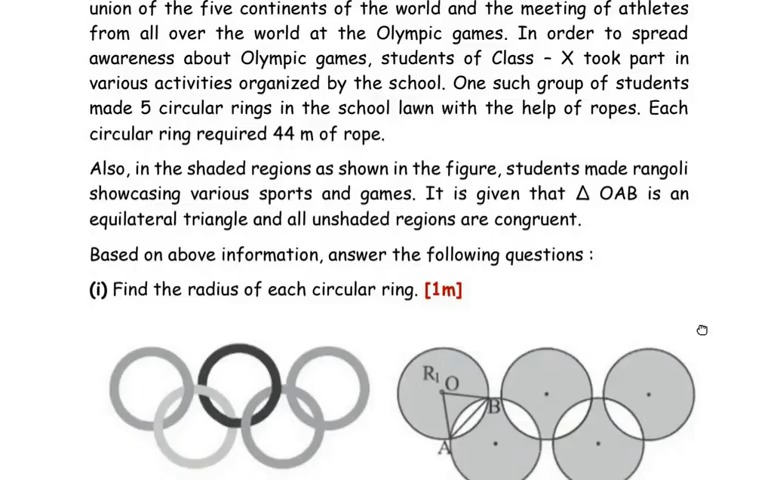 union of the five continents of the world and the meeting of athletes
from all over the world at the Olympic games. In order to spread
awareness about Olympic games, students of Class – X took part in
various activities organized by the school. One such group of students
made 5 circular rings in the school lawn with the help of ropes. Each
circular ring required 44 m of rope.
Also, in the shaded regions as shown in the figure, students made rangoli
showcasing various sports and games. It is given that Δ OAB is an
equilateral triangle and all unshaded regions are congruent.
Based on above information, answer the following questions :
(i) Find the radius of each circular ring. [1m]
R₁ O
B
A